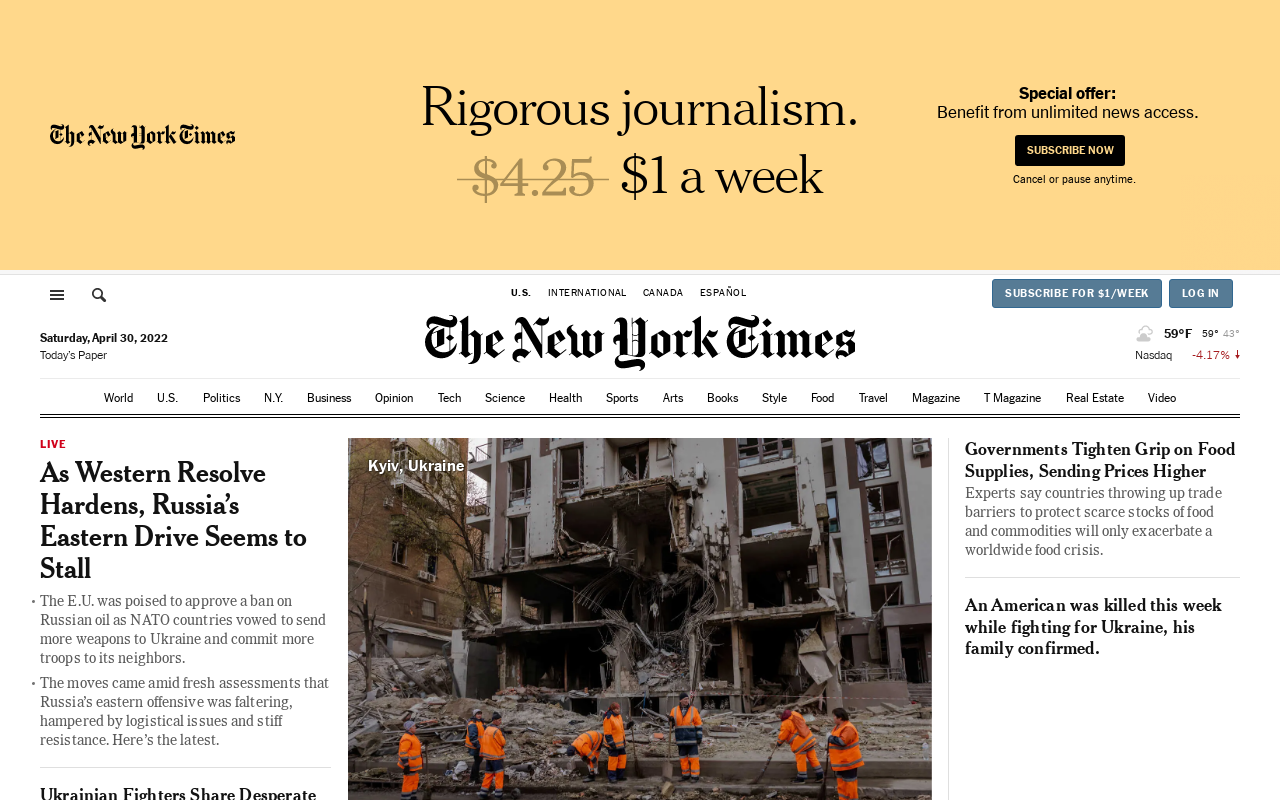 The New York Times
Rigorous journalism.
$4.25 $1 a week
Special offer:
Benefit from unlimited news access.
SUBSCRIBE NOW
Cancel or pause anytime.
U.S. INTERNATIONAL CANADA ESPAÑOL
SUBSCRIBE FOR $1/WEEK LOG IN
Saturday, April 30, 2022
Today's Paper
The New York Times
59°F 59° 43°
Nasdaq -4.17% ↓
World U.S. Politics N.Y. Business Opinion Tech Science Health Sports Arts Books Style Food Travel Magazine T Magazine Real Estate Video
LIVE
As Western Resolve
Hardens, Russia’s
Eastern Drive Seems to
Stall
• The E.U. was poised to approve a ban on
Russian oil as NATO countries vowed to send
more weapons to Ukraine and commit more
troops to its neighbors.
• The moves came amid fresh assessments that
Russia’s eastern offensive was faltering,
hampered by logistical issues and stiff
resistance. Here’s the latest.
Ukrainian Fighters Share Desperate
Kyiv, Ukraine
Governments Tighten Grip on Food
Supplies, Sending Prices Higher
Experts say countries throwing up trade
barriers to protect scarce stocks of food
and commodities will only exacerbate a
worldwide food crisis.
An American was killed this week
while fighting for Ukraine, his
family confirmed.